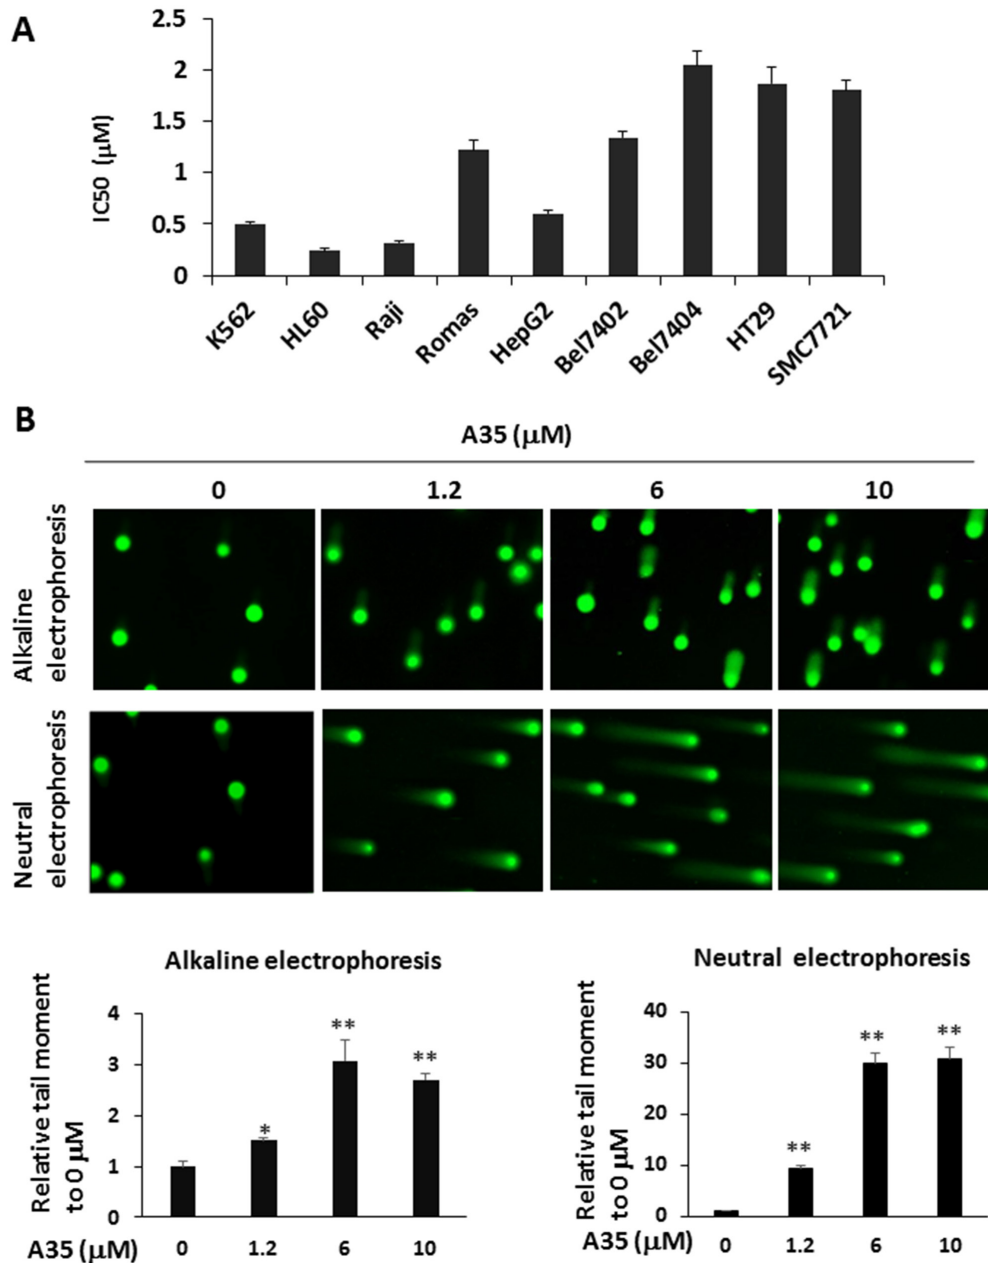 A
2.5
2
1.5
1
0.5
0
IC50 (μM)
K562
HL60
Raji
Romas
HepG2
Bel7402
Bel7404
HT29
SMC7721
B
A35 (μM)
0 1.2 6 10
Alkaline
electrophoresis
Neutral
electrophoresis
Alkaline electrophoresis
Relative tail moment
to 0 μM
4
3
2
1
0
*
**
**
A35 (μM) 0 1.2 6 10
Neutral electrophoresis
Relative tail moment
to 0 μM
40
30
20
10
0
**
**
**
A35 (μM) 0 1.2 6 10